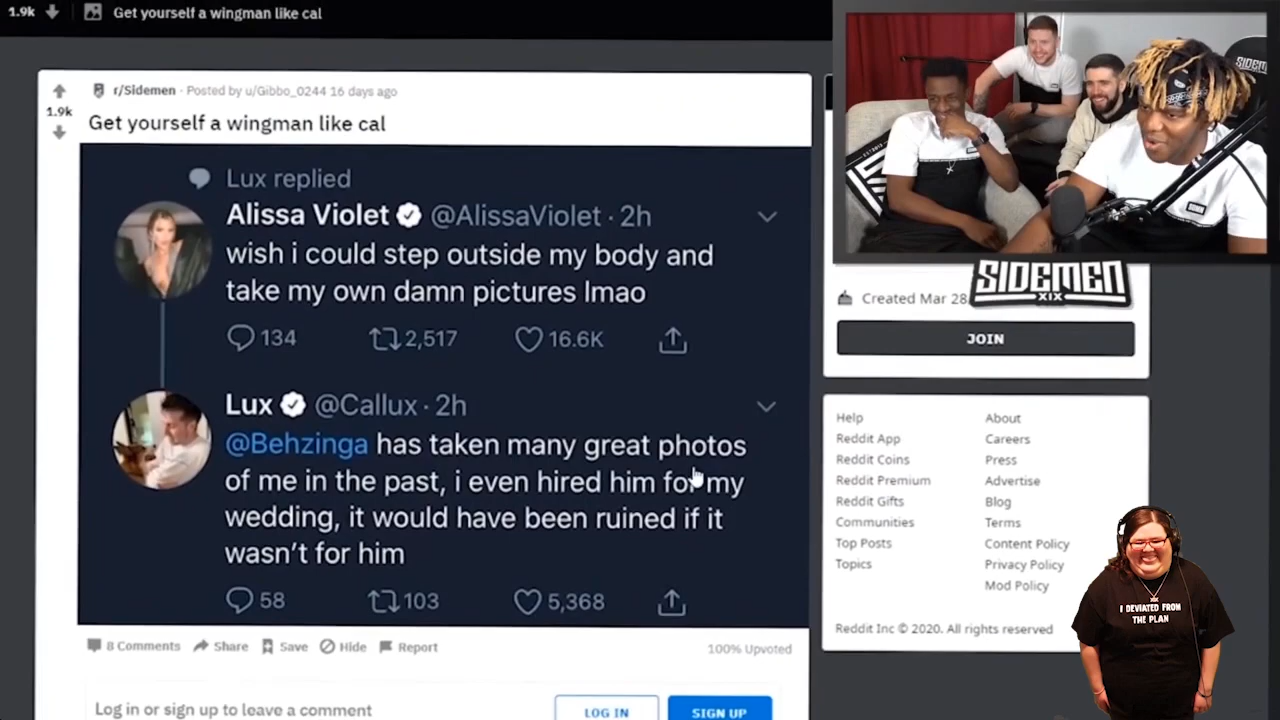 1.9k Get yourself a wingman like cal
r/Sidemen · Posted by u/Gibbo_0244 16 days ago
1.9k
Get yourself a wingman like cal
Lux replied
Alissa Violet @AlissaViolet · 2h
wish i could step outside my body and
take my own damn pictures lmao
134 2,517 16.6K
Lux @Callux · 2h
@Behzinga has taken many great photos
of me in the past, i even hired him for my
wedding, it would have been ruined if it
wasn't for him
58 103 5,368
8 Comments Share Save Hide Report 100% Upvoted
Log in or sign up to leave a comment LOG IN SIGN UP
SIDEMEN
SIDEMEN
XIX
Created Mar 28
JOIN
Help About
Reddit App Careers
Reddit Coins Press
Reddit Premium Advertise
Reddit Gifts Blog
Communities Terms
Top Posts Content Policy
Topics Privacy Policy
Mod Policy
Reddit Inc © 2020. All rights reserved
I DEVIATED FROM
THE PLAN